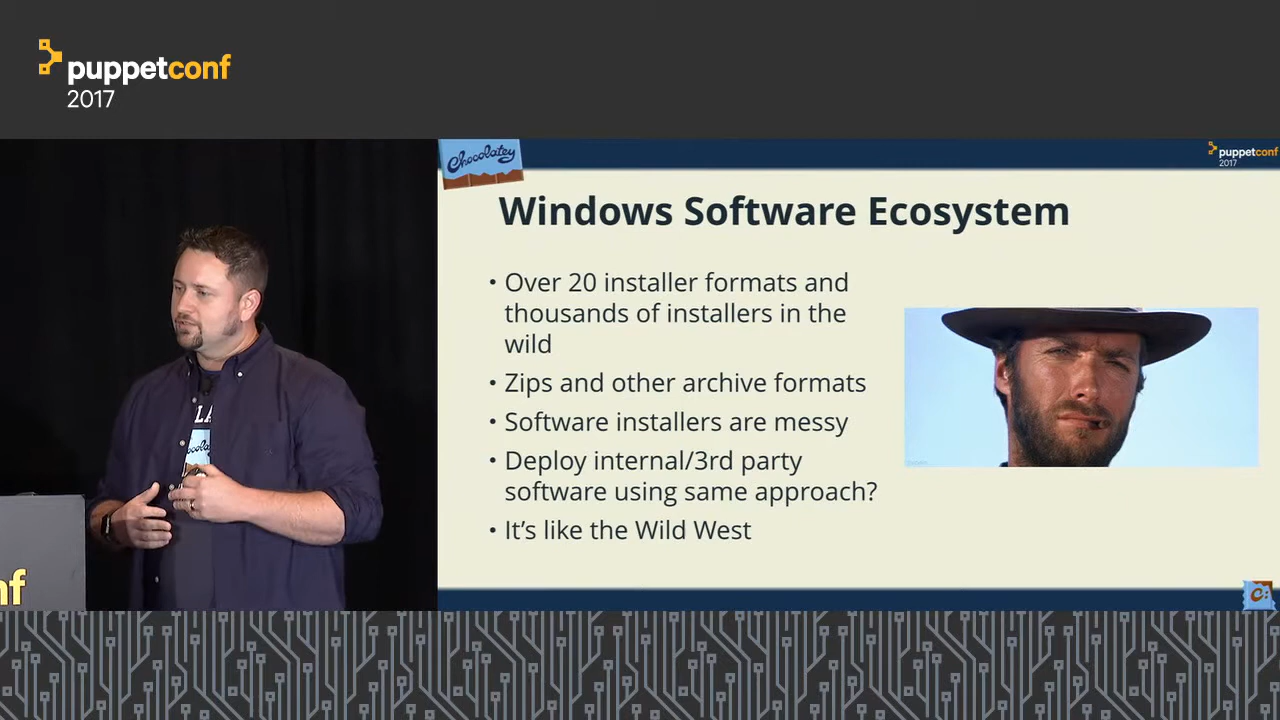 puppetconf
2017
Chocolatey
puppetconf
2017
Windows Software Ecosystem
• Over 20 installer formats and
thousands of installers in the
wild
• Zips and other archive formats
• Software installers are messy
• Deploy internal/3rd party
software using same approach?
• It’s like the Wild West
LA
Chocolatey
nf
c: